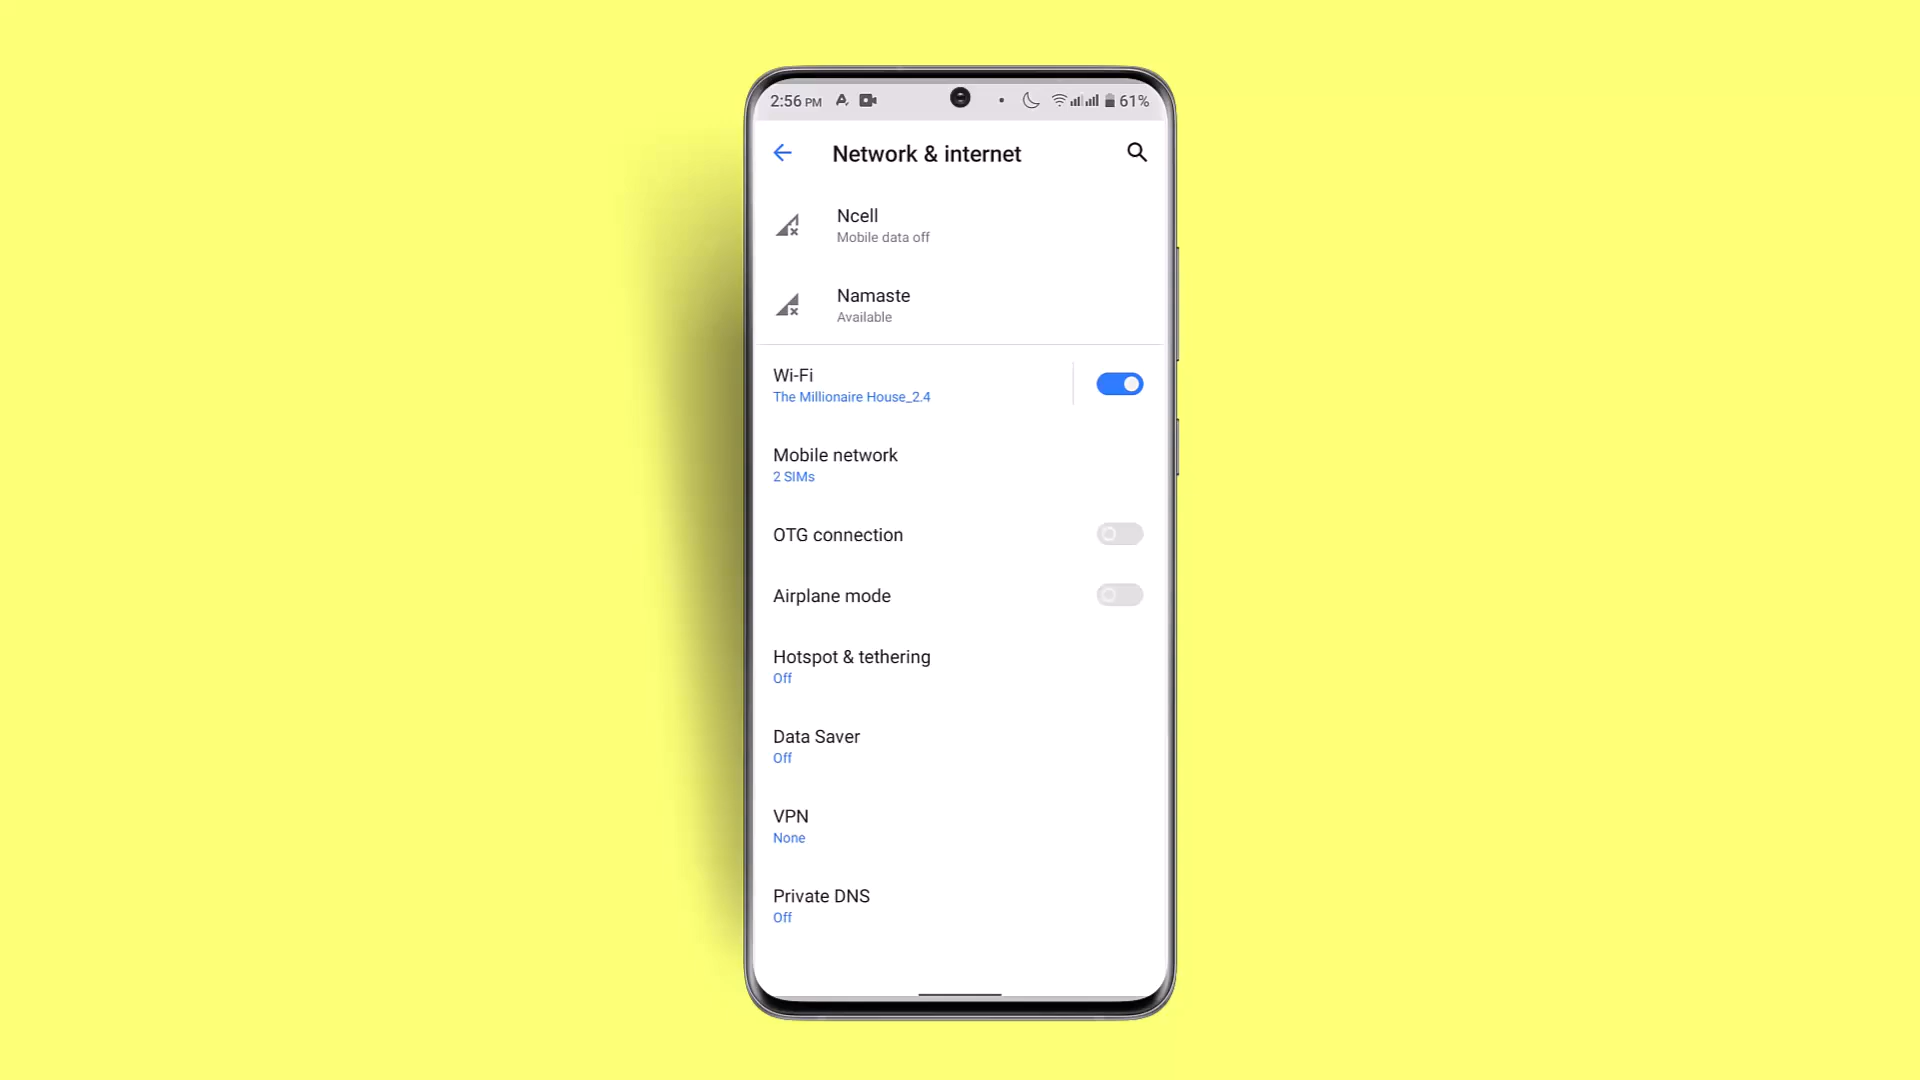 2:56 PM 61%
Network & internet
Ncell
Mobile data off
Namaste
Available
Wi-Fi
The Millionaire House_2.4
Mobile network
2 SIMs
OTG connection
Airplane mode
Hotspot & tethering
Off
Data Saver
Off
VPN
None
Private DNS
Off